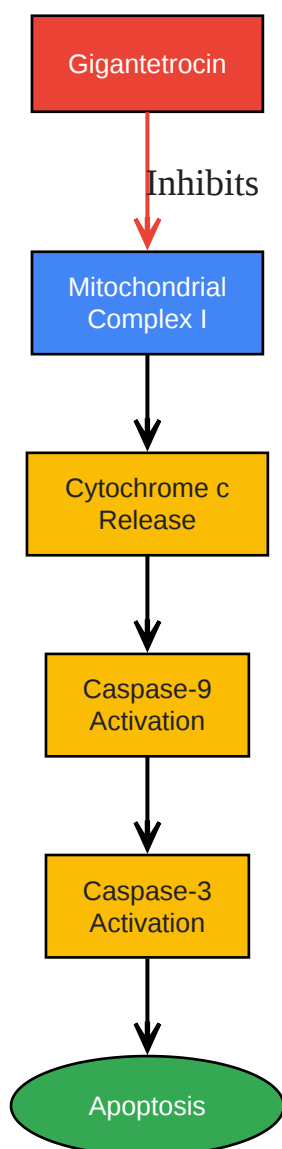 Gigantetrocin
Inhibits
Mitochondrial
Complex I
Cytochrome c
Release
Caspase-9
Activation
Caspase-3
Activation
Apoptosis